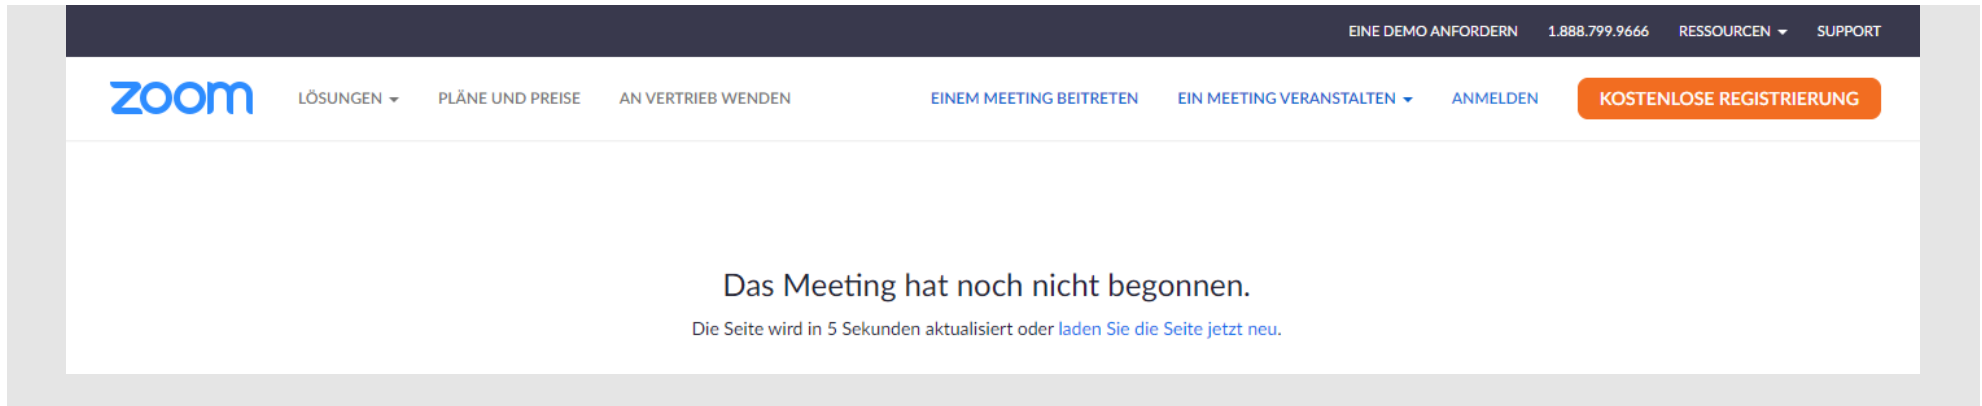 EINE DEMO ANFORDERN 1.888.799.9666 RESSOURCEN SUPPORT
zoom LÖSUNGEN PLÄNE UND PREISE AN VERTRIEB WENDEN EINEM MEETING BEITRETEN EIN MEETING VERANSTALTEN ANMELDEN KOSTENLOSE REGISTRIERUNG
Das Meeting hat noch nicht begonnen.
Die Seite wird in 5 Sekunden aktualisiert oder laden Sie die Seite jetzt neu.